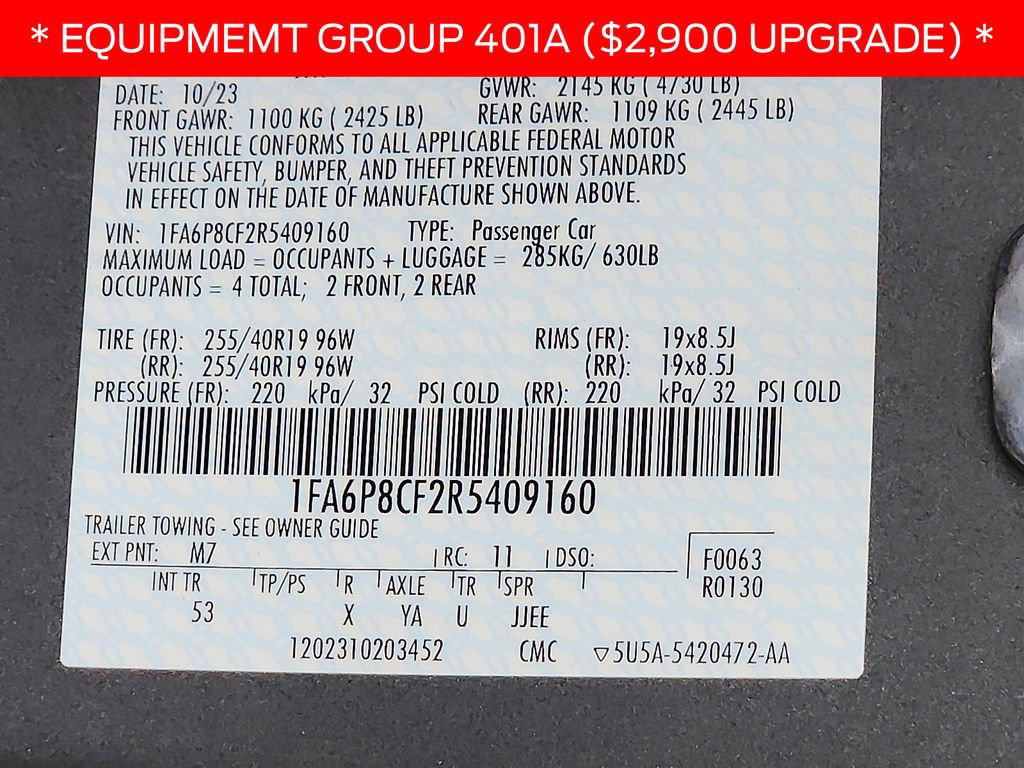 * EQUIPMEMT GROUP 401A ($2,900 UPGRADE) *
DATE: 10/23 GVWR: 2145 KG ( 4730 LB)
FRONT GAWR: 1100 KG ( 2425 LB) REAR GAWR: 1109 KG ( 2445 LB)
THIS VEHICLE CONFORMS TO ALL APPLICABLE FEDERAL MOTOR
VEHICLE SAFETY, BUMPER, AND THEFT PREVENTION STANDARDS
IN EFFECT ON THE DATE OF MANUFACTURE SHOWN ABOVE.
VIN: 1FA6P8CF2R5409160 TYPE: Passenger Car
MAXIMUM LOAD = OCCUPANTS + LUGGAGE = 285KG/ 630LB
OCCUPANTS = 4 TOTAL; 2 FRONT, 2 REAR
TIRE (FR): 255/40R19 96W RIMS (FR): 19x8.5J
(RR): 255/40R19 96W (RR): 19x8.5J
PRESSURE (FR): 220 kPa/ 32 PSI COLD (RR): 220 kPa/ 32 PSI COLD
1FA6P8CF2R5409160
TRAILER TOWING - SEE OWNER GUIDE
EXT PNT: M7 RC: 11 DSO: F0063
R0130
INT TR TP/PS R AXLE TR SPR
53 X YA U JJEE
1202310203452 CMC ▽5U5A-5420472-AA